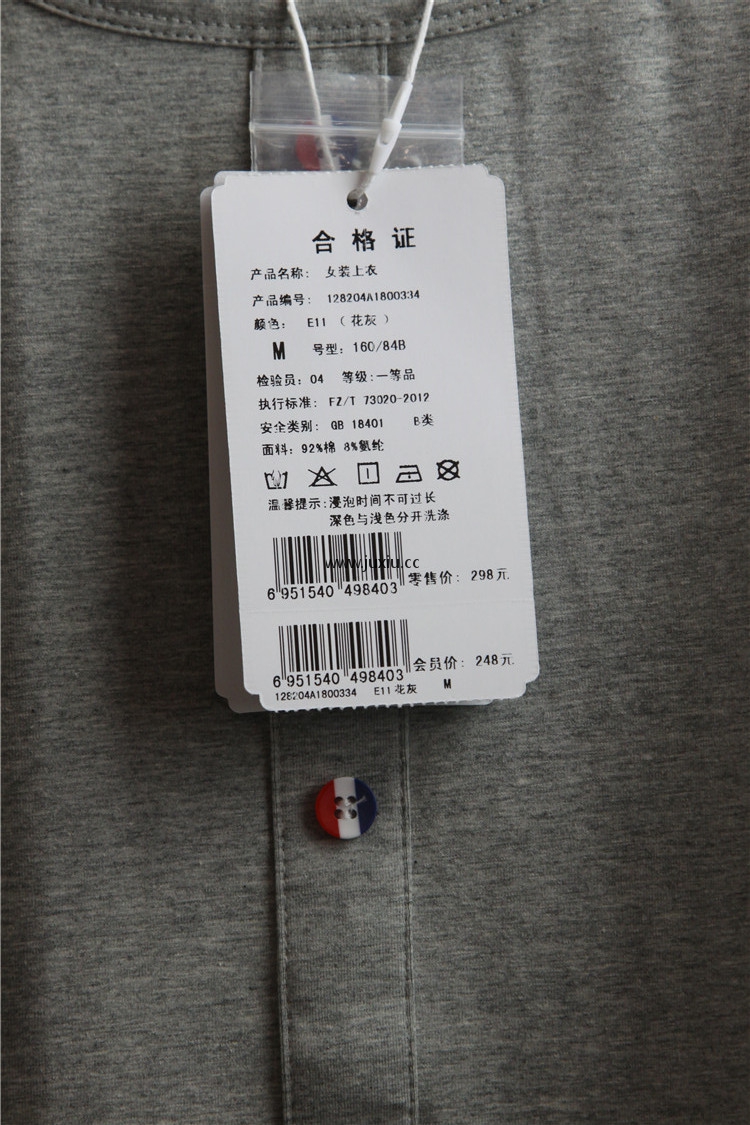 合格证
产品名称： 女装上衣
产品编号： 128204A1800334
颜色： E11 （花灰）
M 号型：160/84B
检验员：04 等级：一等品
执行标准： FZ/T 73020-2012
安全类别： GB 18401 B类
面料：92%棉 8%氨纶
温馨提示：浸泡时间不可过长
深色与浅色分开洗涤
www.juxiu.cc
6 951540 498403 零售价： 298元
6 951540 498403 会员价： 248元
128204A1800334 E11花灰 M